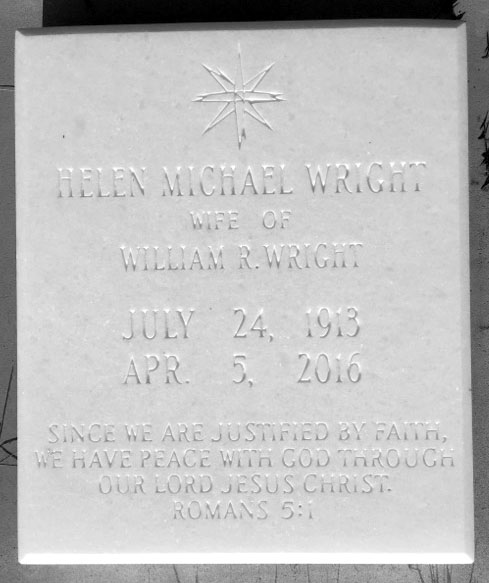 HELEN MICHAEL WRIGHT
WIFE OF
WILLIAM R. WRIGHT
JULY 24, 1913
APR. 5, 2016
SINCE WE ARE JUSTIFIED BY FAITH,
WE HAVE PEACE WITH GOD THROUGH
OUR LORD JESUS CHRIST.
ROMANS 5:1